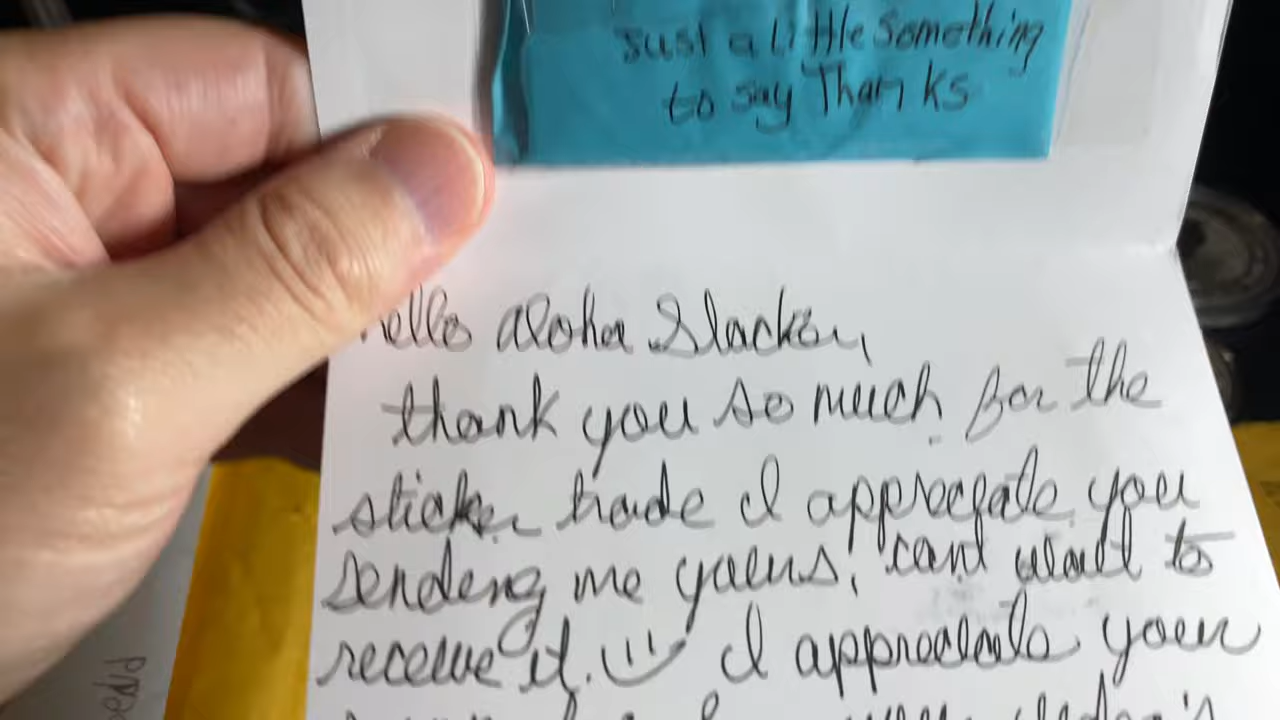 Just a Little Something
to say Thanks
Hello Aloha Slacker,
thank you so much for the
sticker trade I appreciate you
sending me yours, cant wait to
receive it. I appreciate your